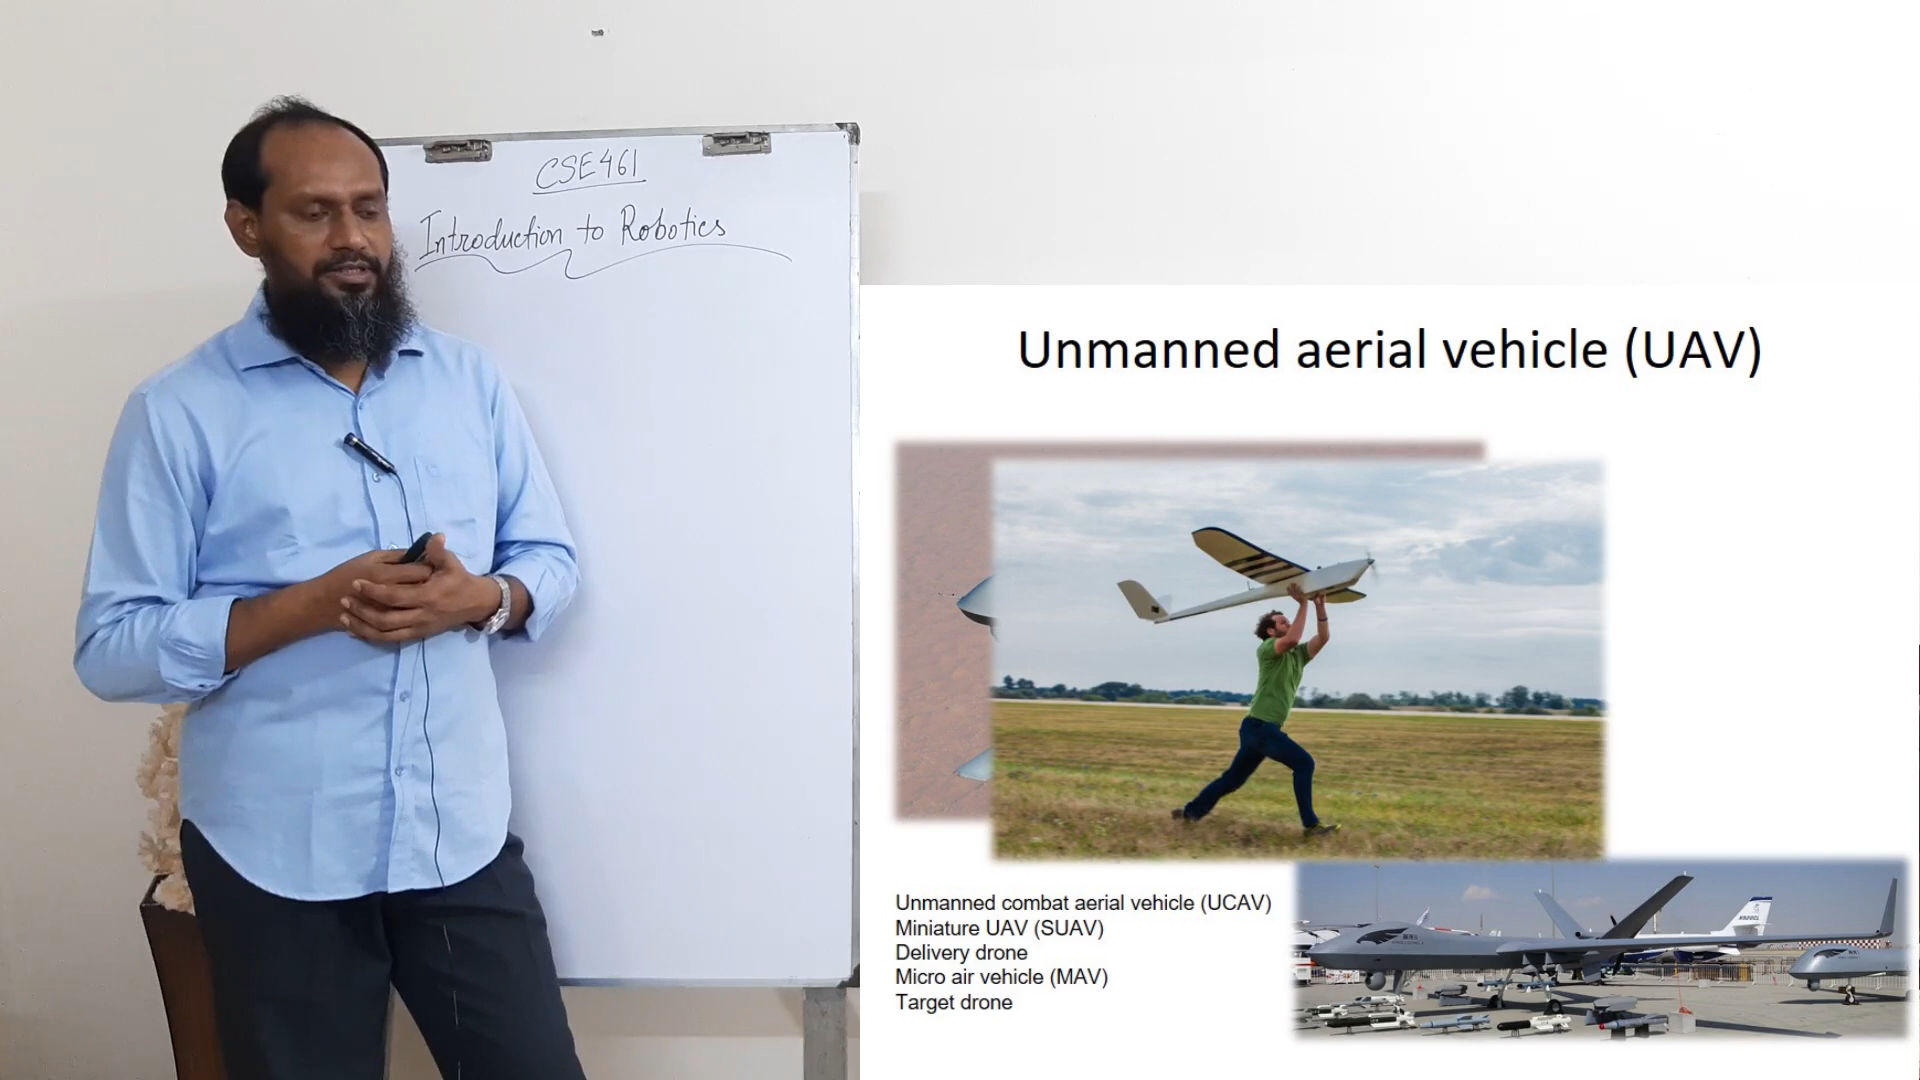 CSE461
Introduction to Robotics
Unmanned aerial vehicle (UAV)
Unmanned combat aerial vehicle (UCAV)
Miniature UAV (SUAV)
Delivery drone
Micro air vehicle (MAV)
Target drone